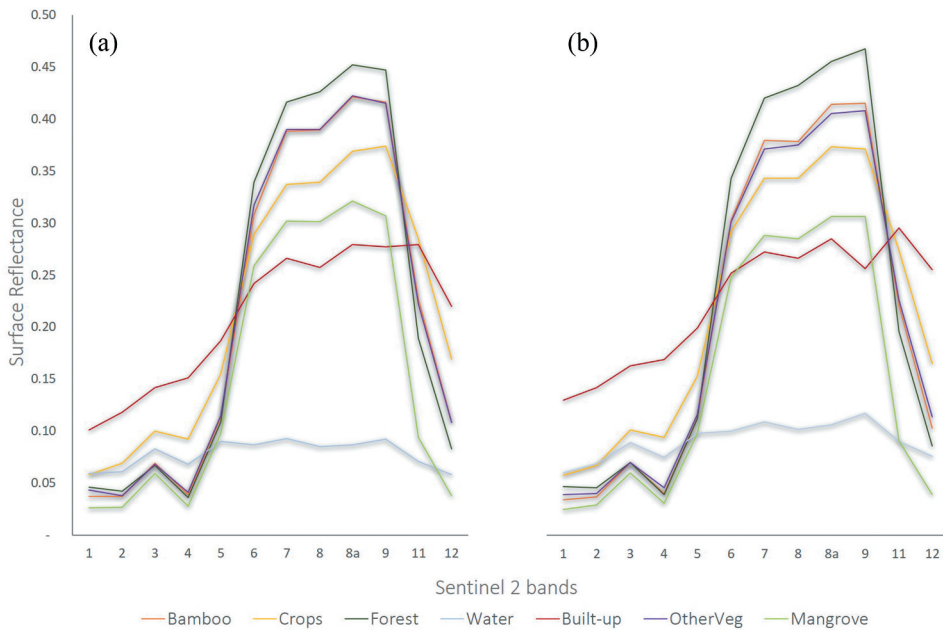 0.50
(a)
(b)
0.45
0.40
0.35
0.30
0.25
0.20
0.15
0.10
0.05
-
Surface Reflectance
1 2 3 4 5 6 7 8 8a 9 11 12
1 2 3 4 5 6 7 8 8a 9 11 12
Sentinel 2 bands
Bamboo Crops Forest Water Built-up OtherVeg Mangrove